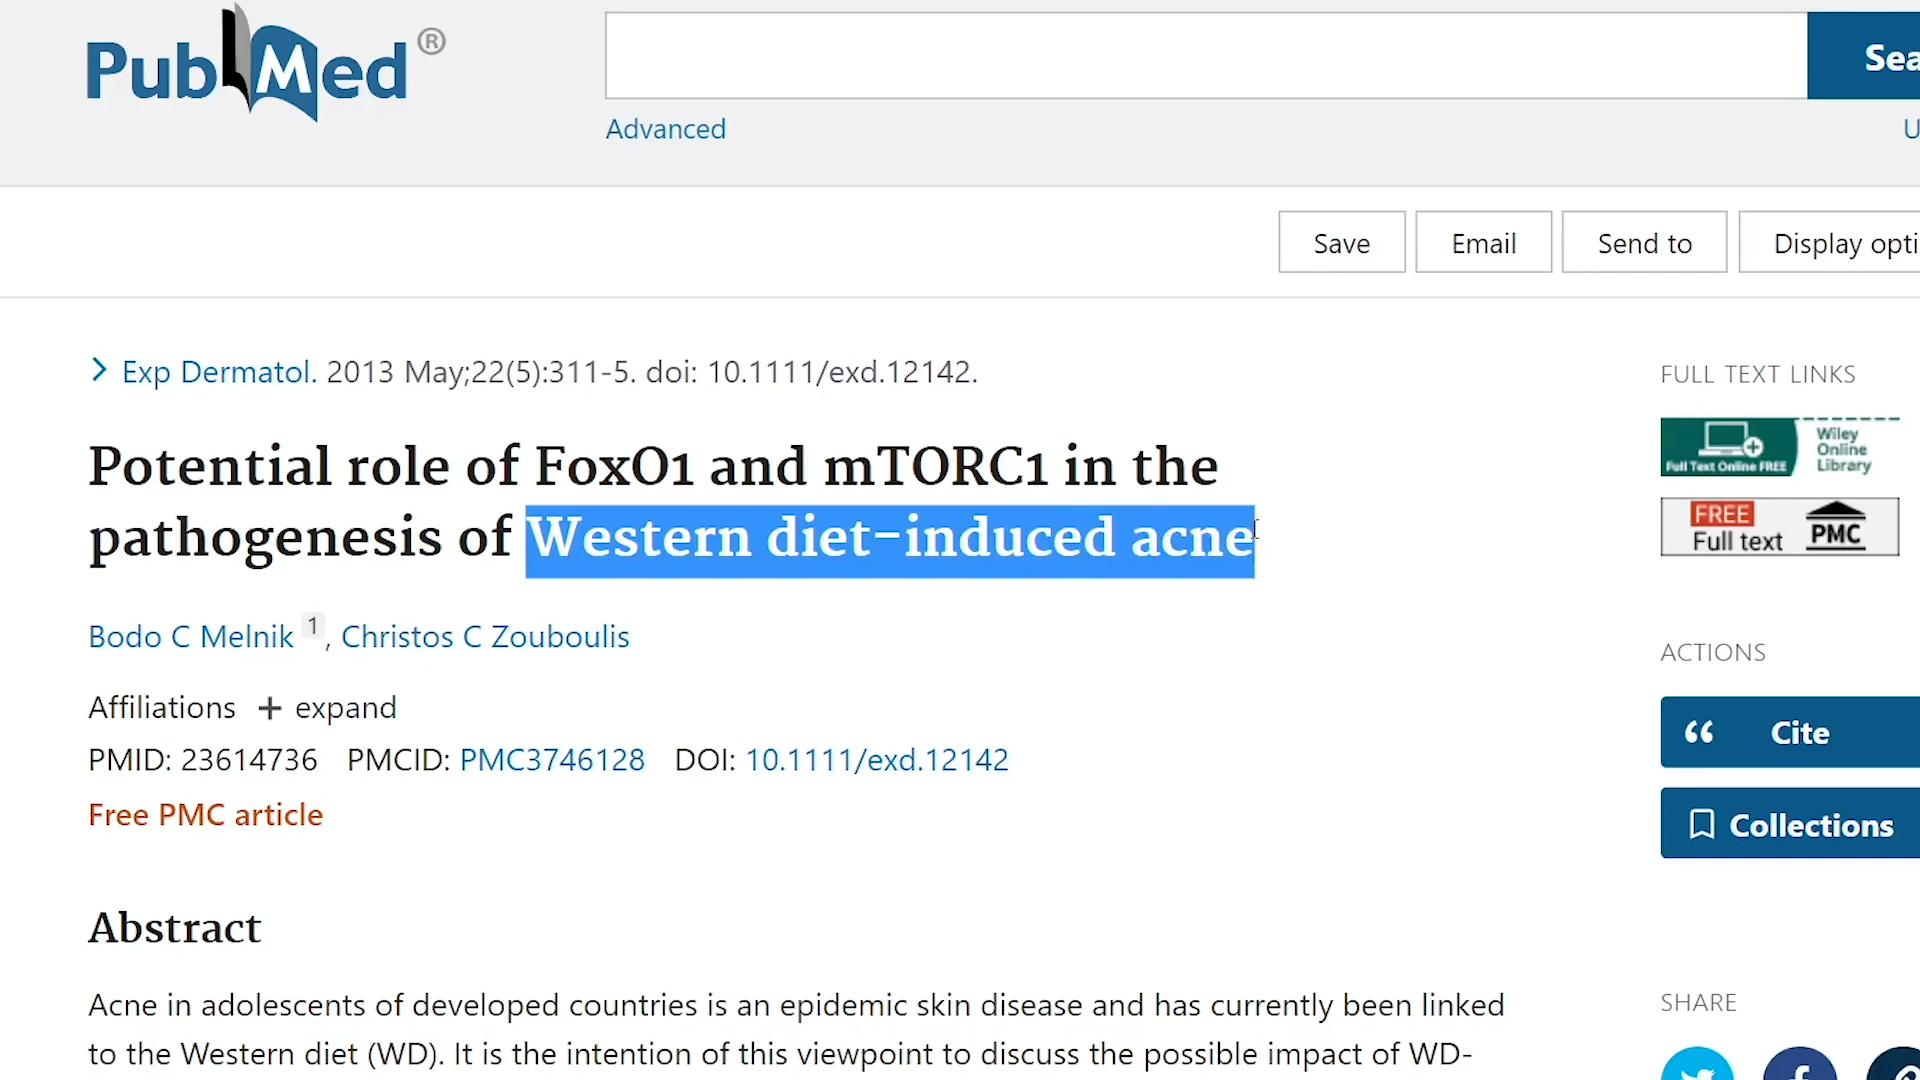 PubMed®
Sea
Advanced
U
Save Email Send to Display opti
Exp Dermatol. 2013 May;22(5):311-5. doi: 10.1111/exd.12142.
Potential role of FoxO1 and mTORC1 in the
pathogenesis of Western diet-induced acne
Bodo C Melnik 1, Christos C Zouboulis
Affiliations + expand
PMID: 23614736 PMCID: PMC3746128 DOI: 10.1111/exd.12142
Free PMC article
Abstract
Acne in adolescents of developed countries is an epidemic skin disease and has currently been linked
to the Western diet (WD). It is the intention of this viewpoint to discuss the possible impact of WD-
FULL TEXT LINKS
Full Text Online FREE
Wiley
Online
Library
FREE
Full text
PMC
ACTIONS
“ Cite
Collections
SHARE